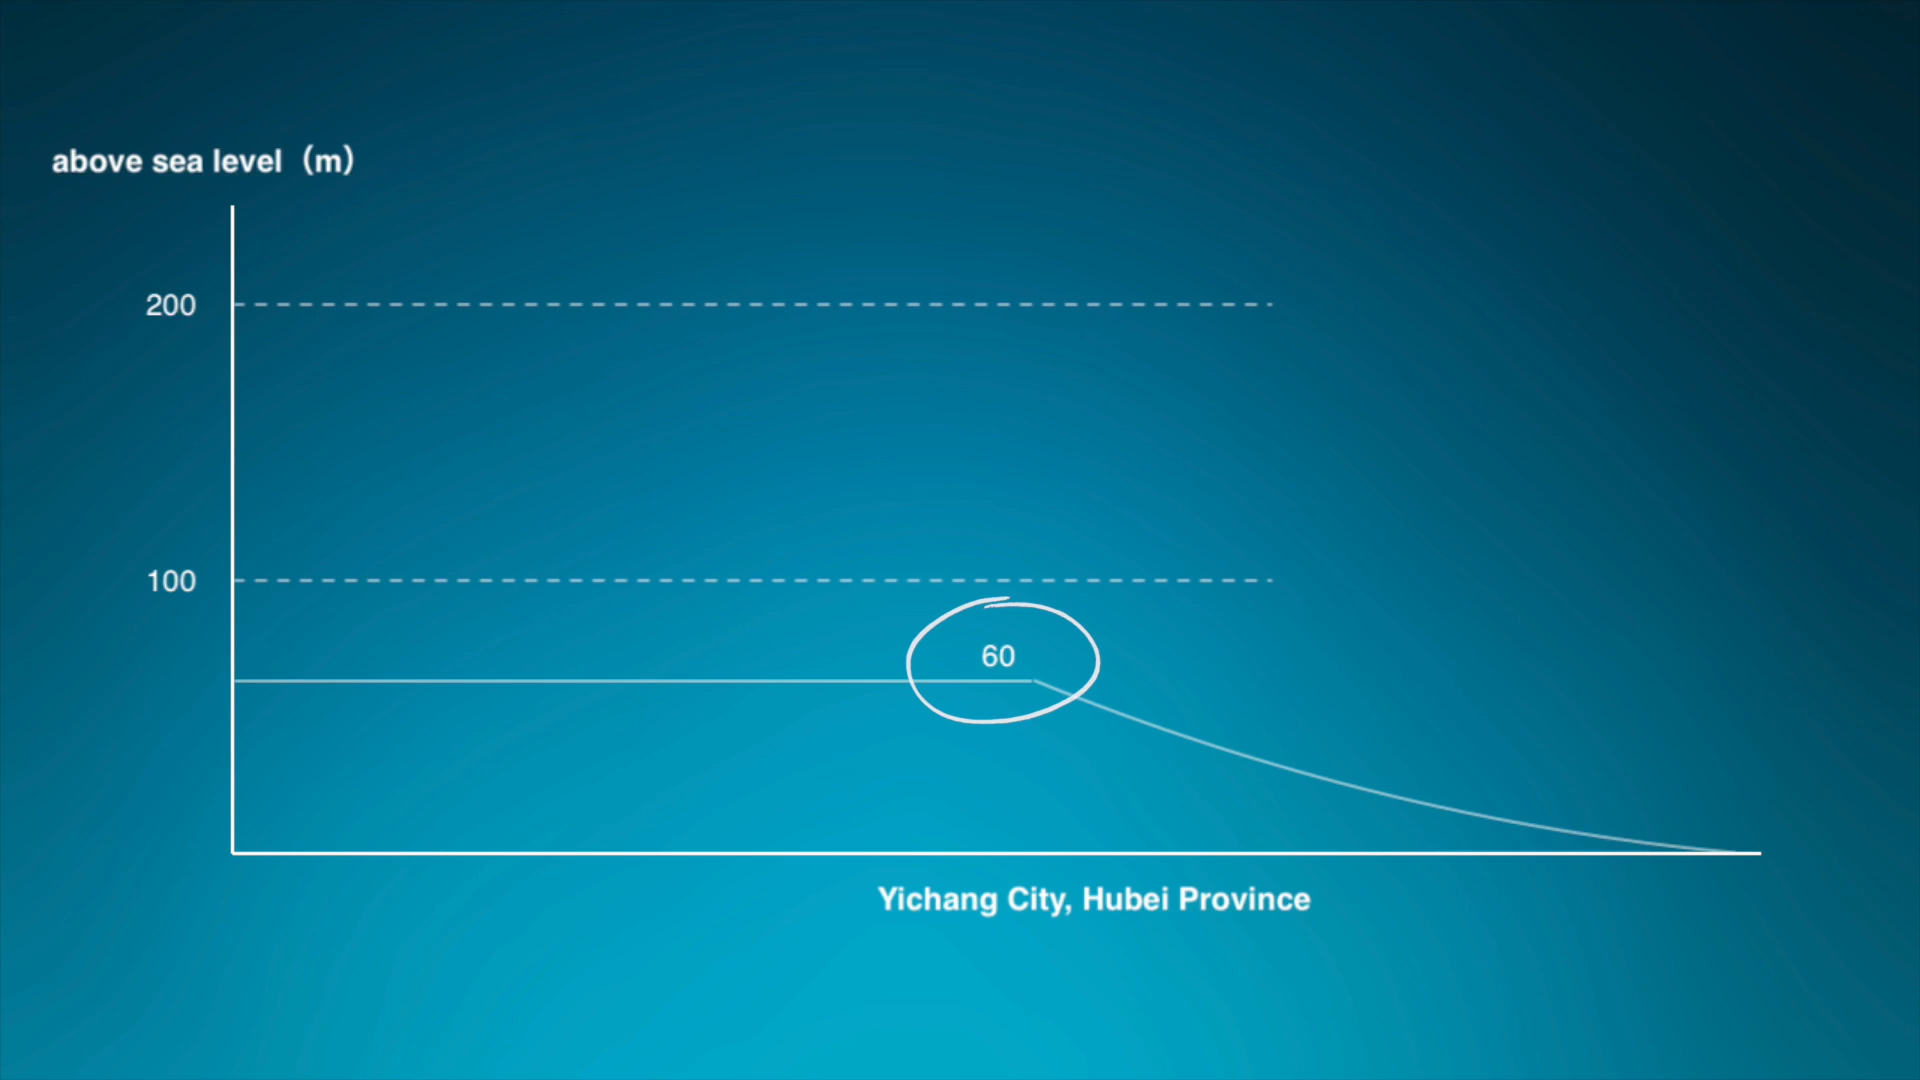 above sea level（m）
200
100
60
Yichang City, Hubei Province